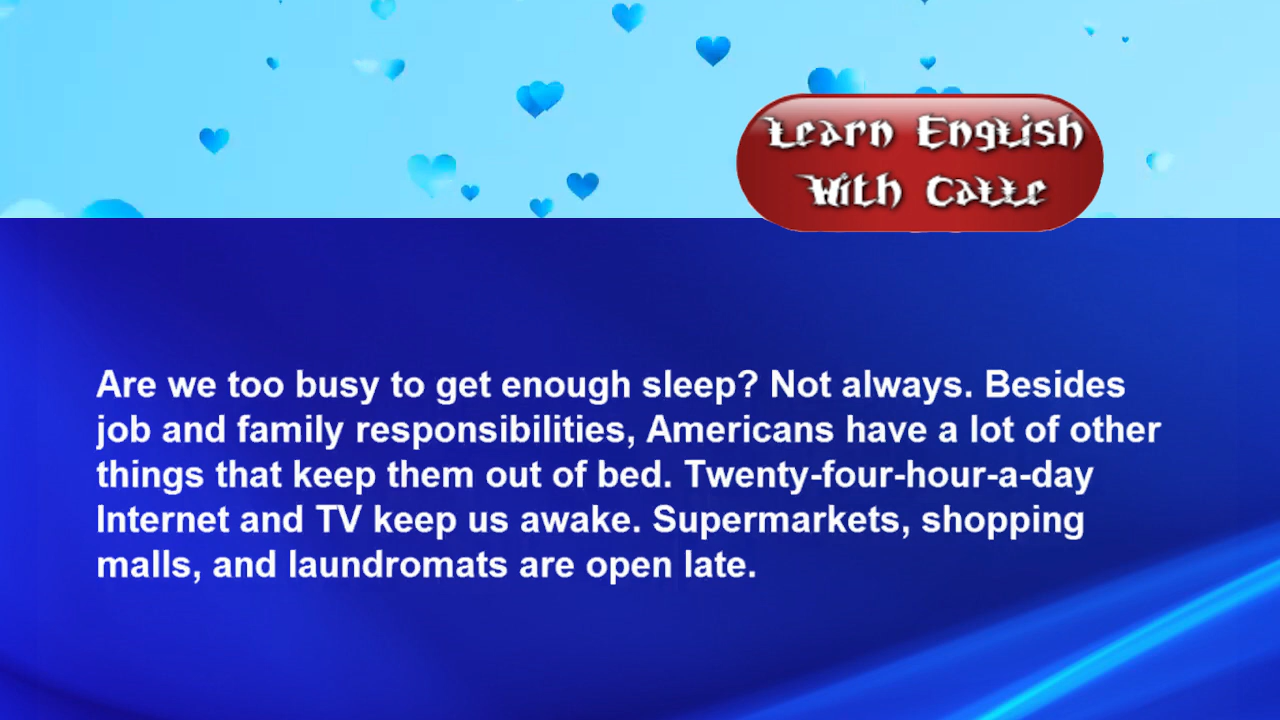 Learn English
With Calle
Are we too busy to get enough sleep? Not always. Besides
job and family responsibilities, Americans have a lot of other
things that keep them out of bed. Twenty-four-hour-a-day
Internet and TV keep us awake. Supermarkets, shopping
malls, and laundromats are open late.